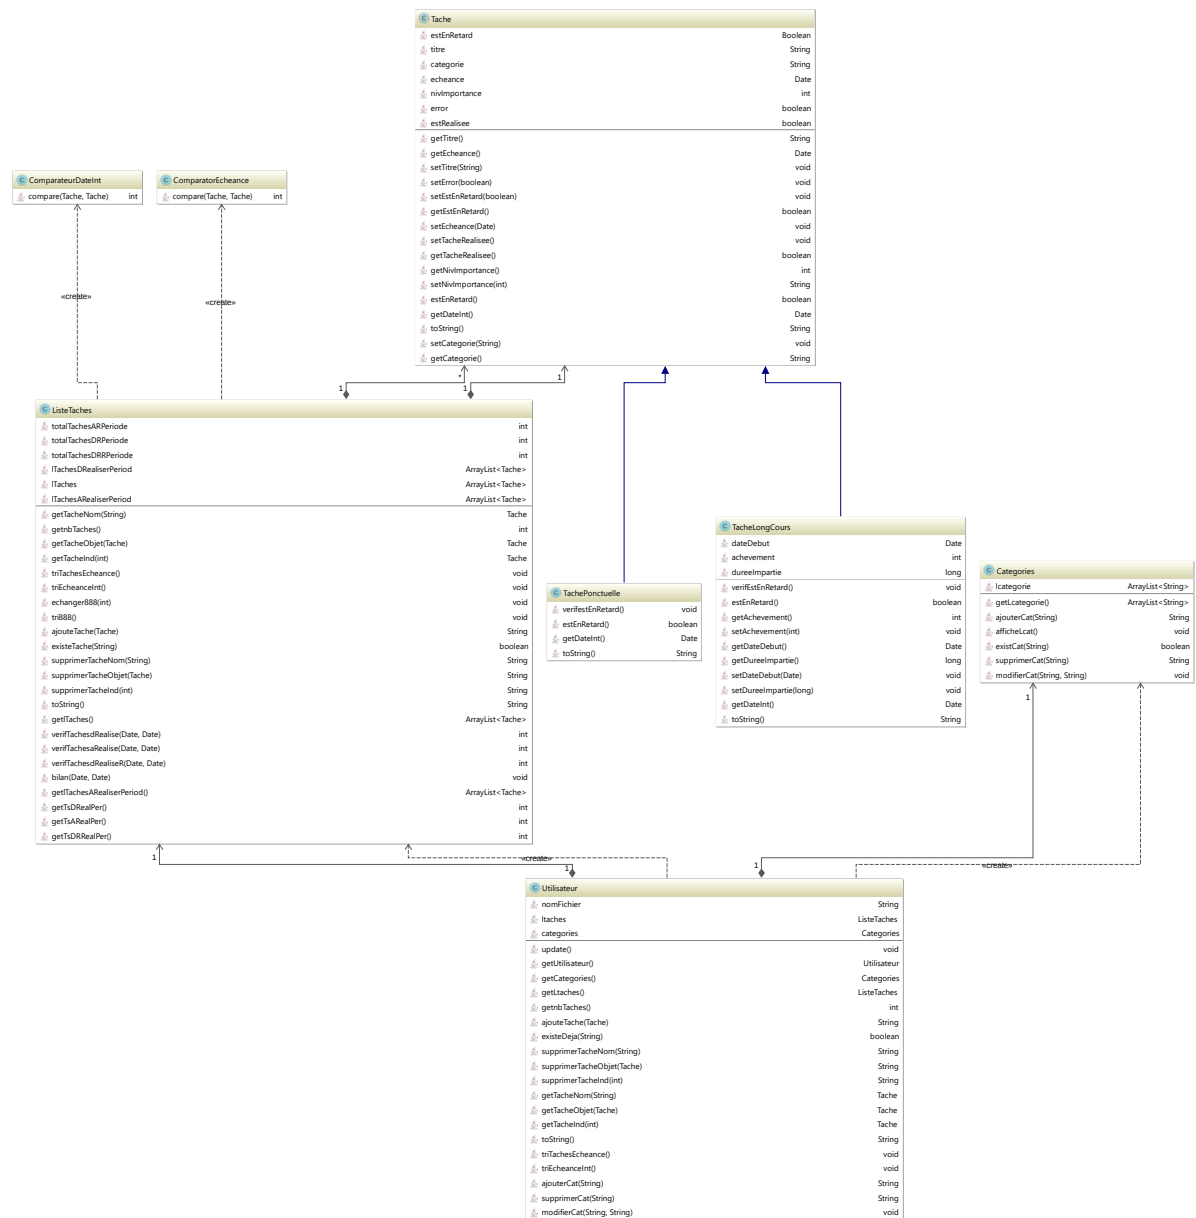 Tache
estEnRetard Boolean
titre String
categorie String
echeance Date
nivImportance int
error boolean
estRealisee boolean
getTitre() String
getEcheance() Date
setTitre(String) void
setError(boolean) void
setEstEnRetard(boolean) void
getEstEnRetard() boolean
setEcheance(Date) void
setTacheRealisee() void
getTacheRealisee() boolean
getNivImportance() int
setNivImportance(int) String
estEnRetard() boolean
getDateInt() Date
toString() String
setCategorie(String) void
getCategorie() String
ComparateurDateInt
compare(Tache, Tache) int
ComparatorEcheance
compare(Tache, Tache) int
«create»
«create»
1
*
1
1
ListeTaches
totalTachesARPeriode int
totalTachesDRPeriode int
totalTachesDRRPeriode int
lTachesDRealiserPeriod ArrayList<Tache>
lTaches ArrayList<Tache>
lTachesARealiserPeriod ArrayList<Tache>
getTacheNom(String) Tache
getnbTaches() int
getTacheObjet(Tache) Tache
getTacheInd(int) Tache
triTachesEcheance() void
triEcheanceInt() void
echanger888(int) void
tri888() void
ajouteTache(Tache) String
existeTache(String) boolean
supprimerTacheNom(String) String
supprimerTacheObjet(Tache) String
supprimerTacheInd(int) String
toString() String
getlTaches() ArrayList<Tache>
verifTachesdRealise(Date, Date) int
verifTachesaRealise(Date, Date) int
verifTachesdRealiseR(Date, Date) int
bilan(Date, Date) void
getlTachesARealiserPeriod() ArrayList<Tache>
getTsDRealPer() int
getTsARealPer() int
getTsDRRealPer() int
TachePonctuelle
verifestEnRetard() void
estEnRetard() boolean
getDateInt() Date
toString() String
TacheLongCours
dateDebut Date
achevement int
dureeImpartie long
verifEstEnRetard() void
estEnRetard() boolean
getAchevement() int
setAchevement(int) void
getDateDebut() Date
getDureeImpartie() long
setDateDebut(Date) void
setDureeImpartie(long) void
getDateInt() Date
toString() String
Categories
lcategorie ArrayList<String>
getLcategorie() ArrayList<String>
ajouterCat(String) String
afficheLcat() void
existCat(String) boolean
supprimerCat(String) String
modifierCat(String, String) void
1
1
«create»
1
1
«create»
Utilisateur
nomFichier String
ltaches ListeTaches
categories Categories
update() void
getUtilisateur() Utilisateur
getCategories() Categories
getLtaches() ListeTaches
getnbTaches() int
ajouteTache(Tache) String
existeDeja(String) boolean
supprimerTacheNom(String) String
supprimerTacheObjet(Tache) String
supprimerTacheInd(int) String
getTacheNom(String) Tache
getTacheObjet(Tache) Tache
getTacheInd(int) Tache
toString() String
triTachesEcheance() void
triEcheanceInt() void
ajouterCat(String) String
supprimerCat(String) String
modifierCat(String, String) void